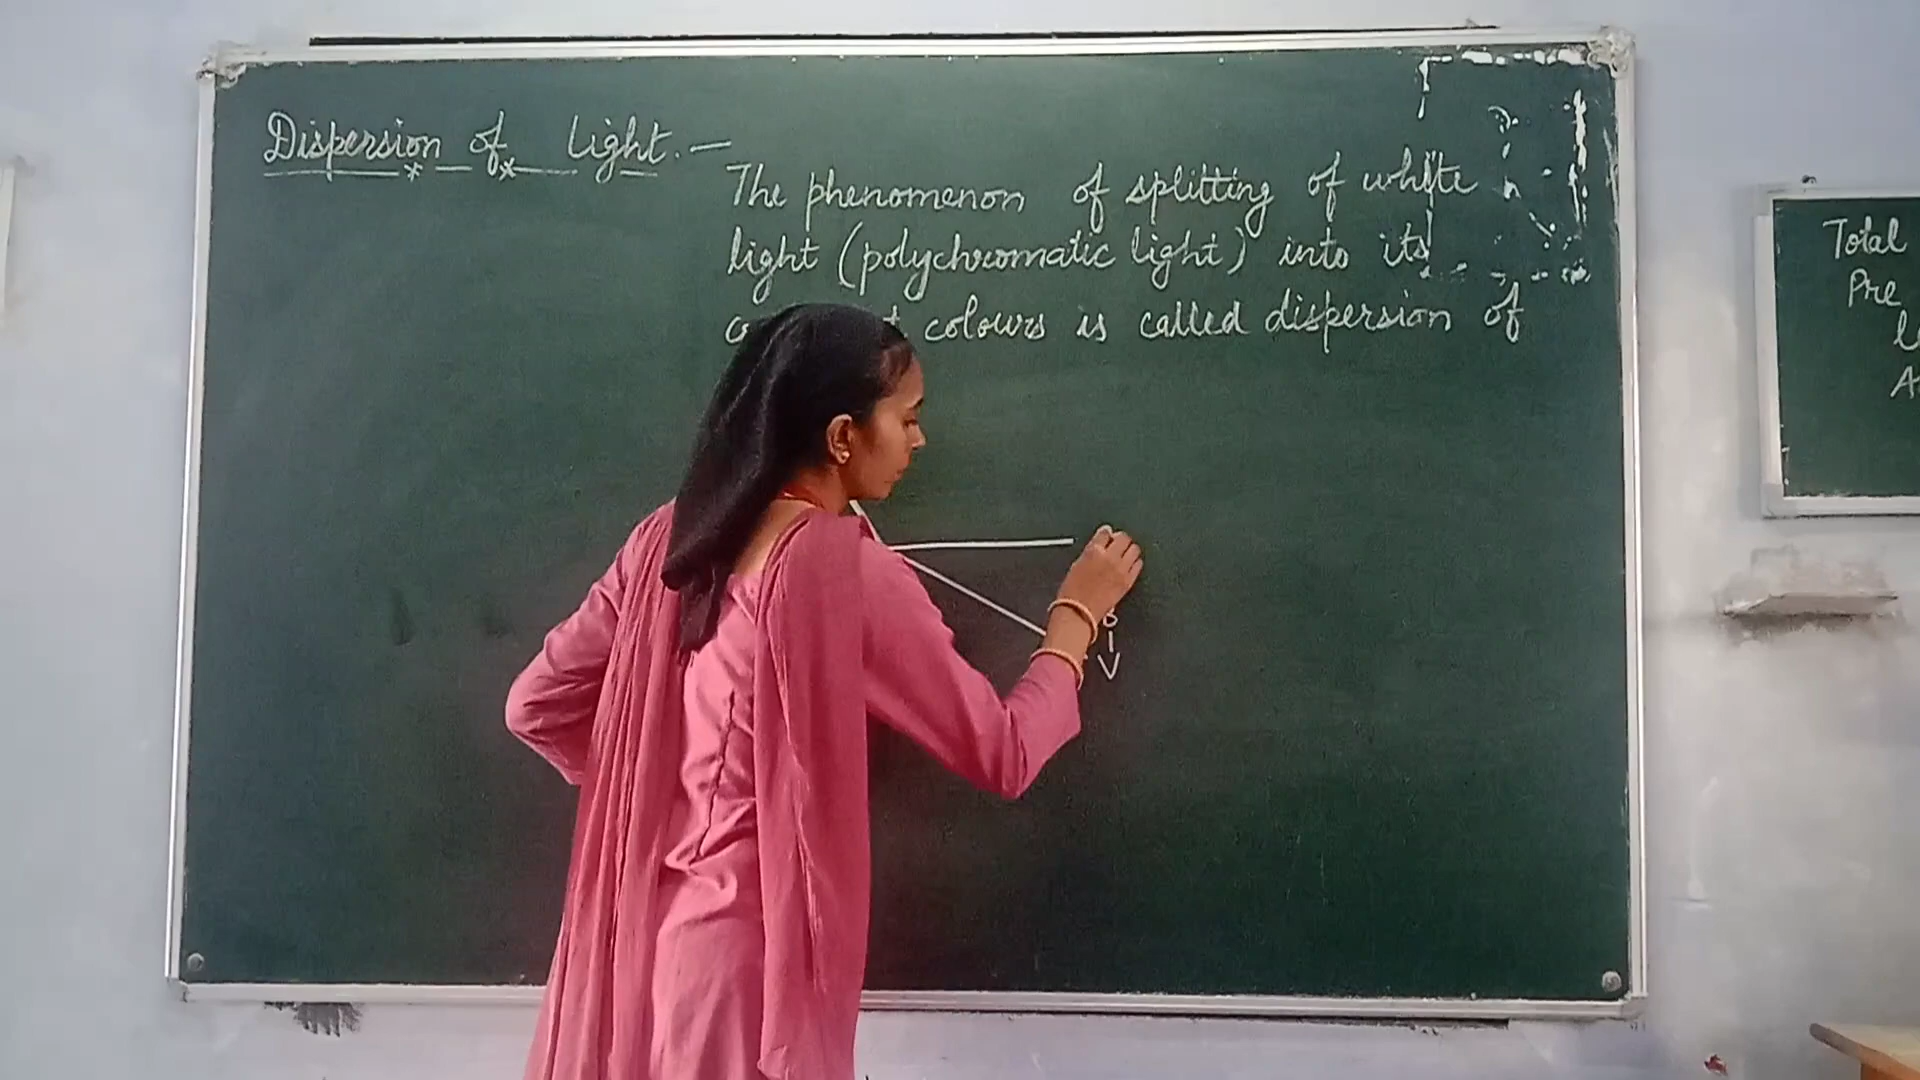 Dispersion of Light. —
The phenomenon of splitting of white
light (polychromatic light) into its
colours is called dispersion of
V
Total
Pre